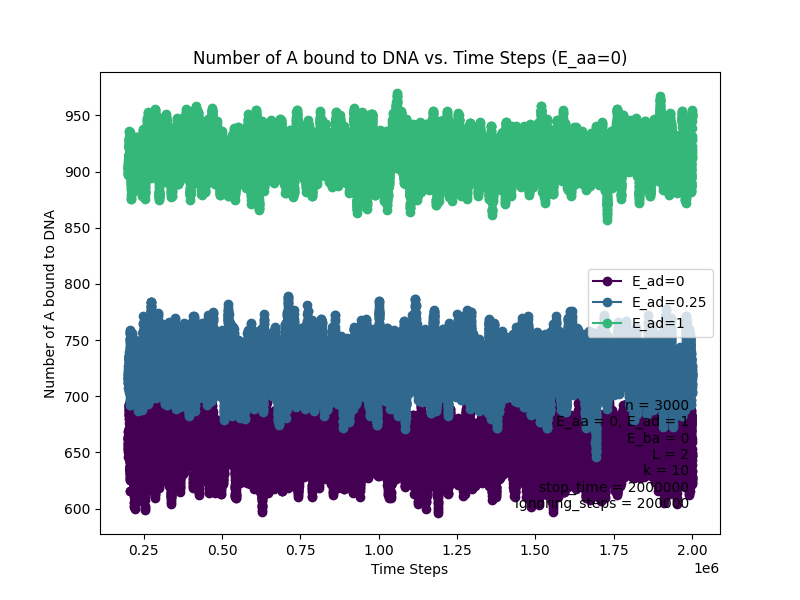 Number of A bound to DNA vs. Time Steps (E_aa=0)
Number of A bound to DNA
950
900
850
800
750
700
650
600
E_ad=0
E_ad=0.25
E_ad=1
n = 3000
E_aa = 0, E_ad = 1
E_ba = 0
L = 2
k = 10
stop_time = 2000000
ignoring_steps = 200000
0.25 0.50 0.75 1.00 1.25 1.50 1.75 2.00
1e6
Time Steps